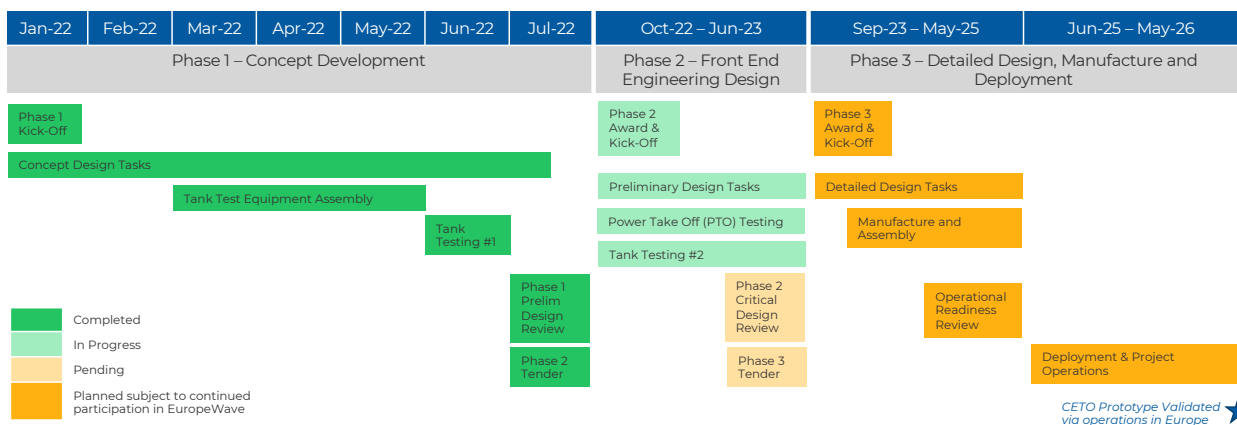 Jan-22 Feb-22 Mar-22 Apr-22 May-22 Jun-22 Jul-22 Oct-22 – Jun-23 Sep-23 – May-25 Jun-25 – May-26
Phase 1 – Concept Development
Phase 2 – Front End
Engineering Design
Phase 3 – Detailed Design, Manufacture and
Deployment
Phase 1
Kick-Off
Phase 2
Award &
Kick-Off
Phase 3
Award &
Kick-Off
Concept Design Tasks
Tank Test Equipment Assembly
Preliminary Design Tasks
Detailed Design Tasks
Tank
Testing #1
Power Take Off (PTO) Testing
Manufacture and
Assembly
Tank Testing #2
Phase 1
Prelim
Design
Review
Phase 2
Critical
Design
Review
Operational
Readiness
Review
Phase 2
Tender
Phase 3
Tender
Deployment & Project
Operations
Completed
In Progress
Pending
Planned subject to continued
participation in EuropeWave
CETO Prototype Validated
via operations in Europe